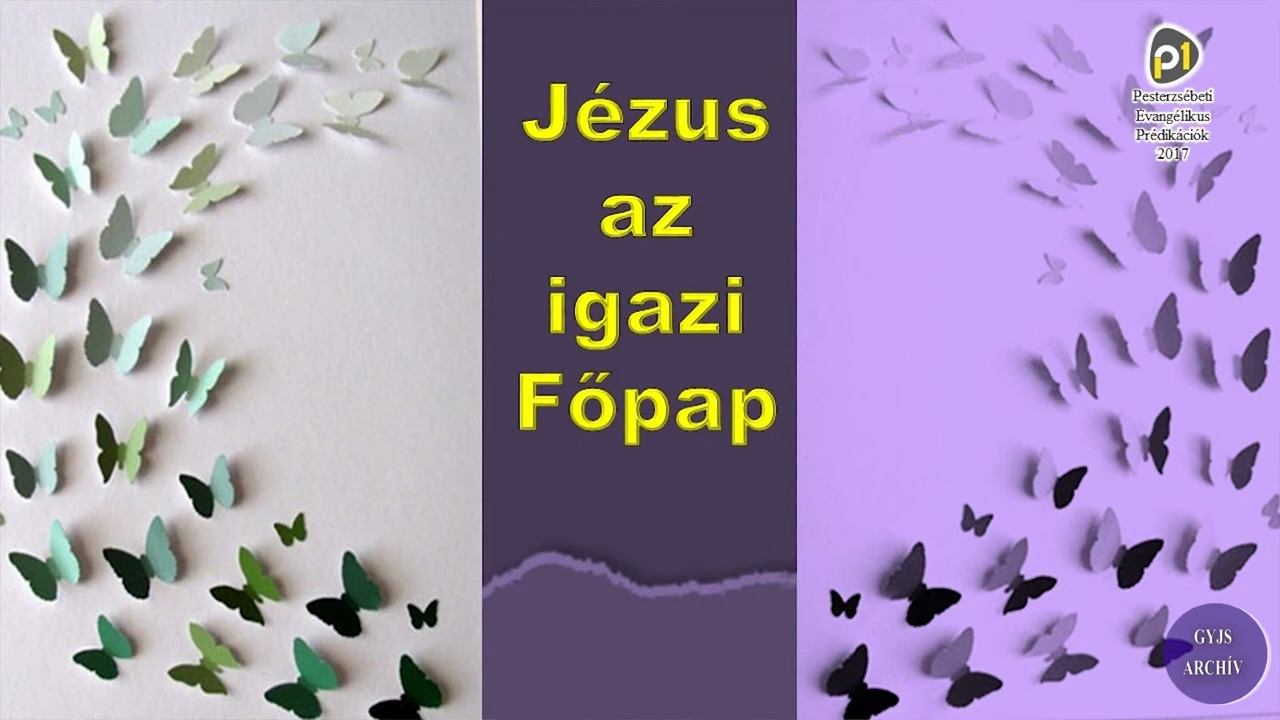 Jézus
az
igazi
Főpap
p1
Pesterzsébeti
Evangélikus
Prédikációk
2017
GYJS
ARCHÍV